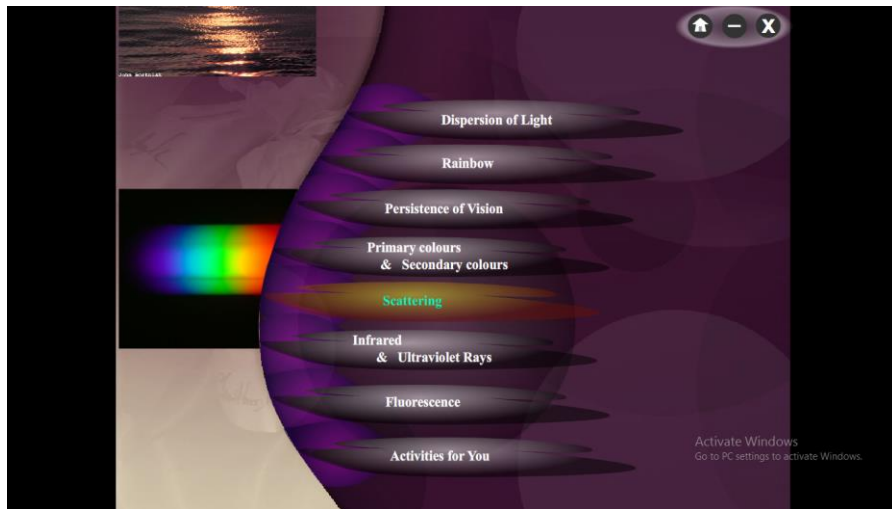 Dispersion of Light
Rainbow
Persistence of Vision
Primary colours
& Secondary colours
Scattering
Infrared
& Ultraviolet Rays
Fluorescence
Activities for You
Activate Windows
Go to PC settings to activate Windows.